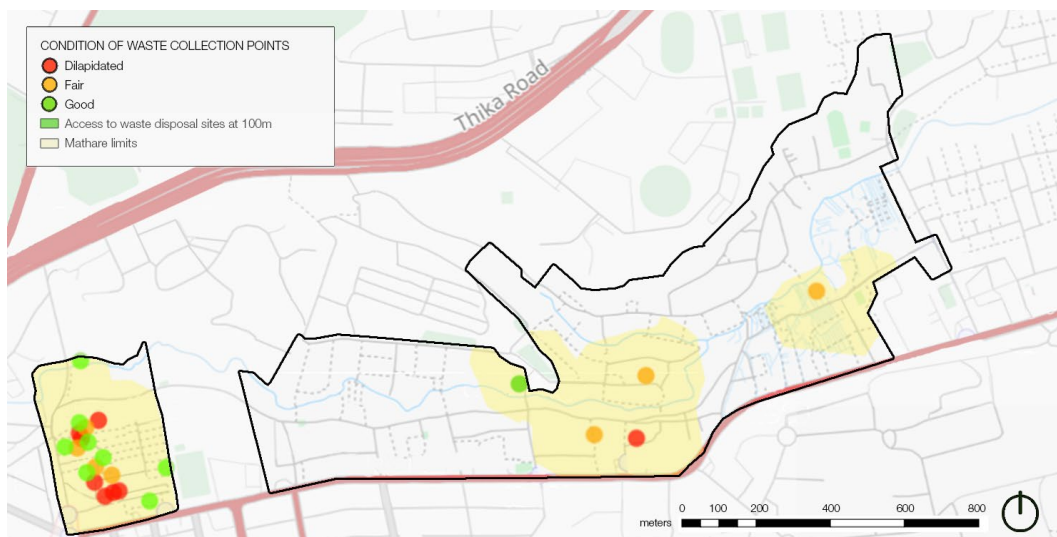 CONDITION OF WASTE COLLECTION POINTS
Dilapidated
Fair
Good
Access to waste disposal sites at 100m
Mathare limits
Thika Road
meters 0 100 200 400 600 800